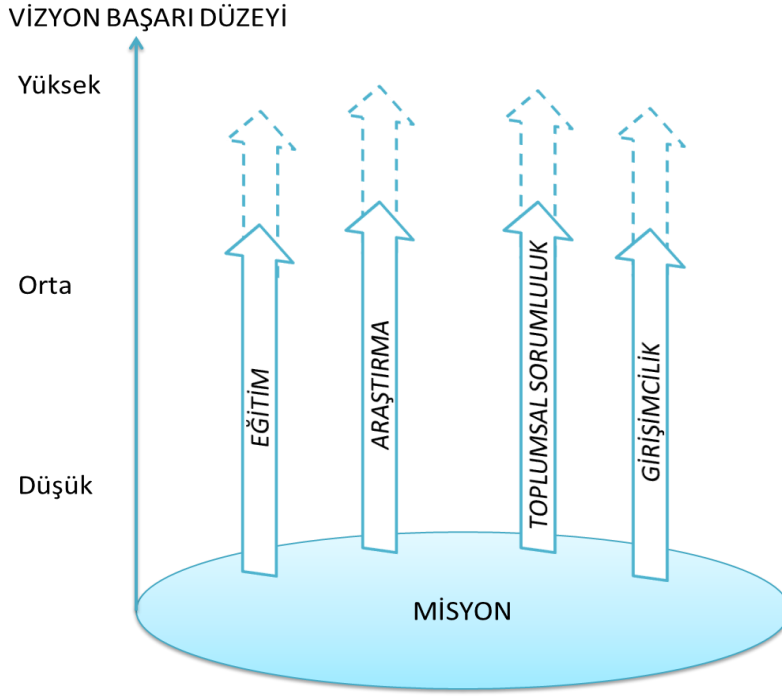 VİZYON BAŞARI DÜZEYİ
Yüksek
Orta
Düşük
EĞİTİM
ARAŞTIRMA
TOPLUMSAL SORUMLULUK
GİRİŞİMCİLİK
MİSYON